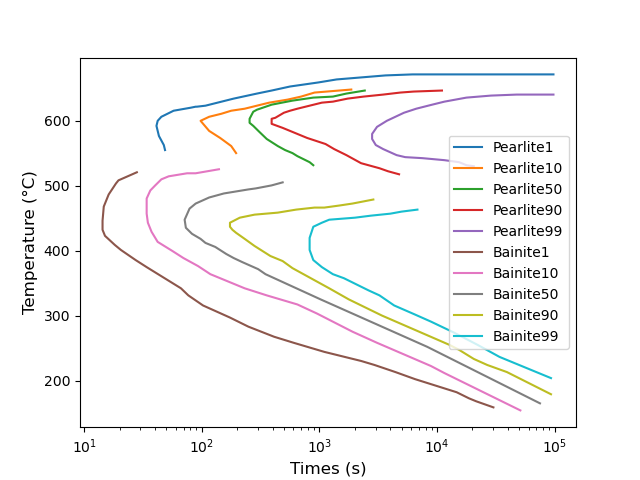 600
500
400
300
200
Temperature (°C)
Pearlite1
Pearlite10
Pearlite50
Pearlite90
Pearlite99
Bainite1
Bainite10
Bainite50
Bainite90
Bainite99
10¹ 10² 10³ 10⁴ 10⁵
Times (s)